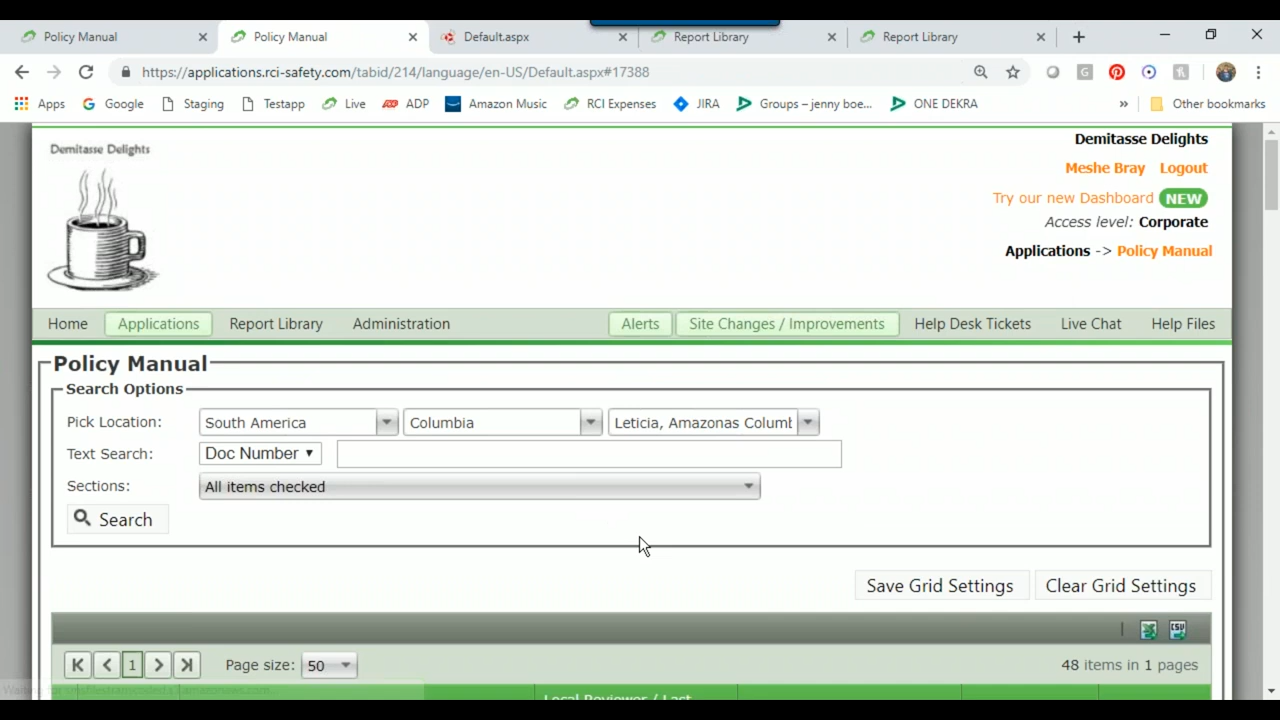 Policy Manual
Policy Manual
Default.aspx
Report Library
Report Library
https://applications.rci-safety.com/tabid/214/language/en-US/Default.aspx#17388
Apps Google Staging Testapp Live ADP Amazon Music RCI Expenses JIRA Groups – jenny boe... ONE DEKRA » Other bookmarks
Demitasse Delights
Demitasse Delights
Meshe Bray Logout
Try our new Dashboard NEW
Access level: Corporate
Applications -> Policy Manual
Home Applications Report Library Administration Alerts Site Changes / Improvements Help Desk Tickets Live Chat Help Files
Policy Manual
Search Options
Pick Location: South America Columbia Leticia, Amazonas Columb
Text Search: Doc Number
Sections: All items checked
Search
Save Grid Settings Clear Grid Settings
CSV
1 Page size: 50 48 items in 1 pages
Local Reviewer / Last